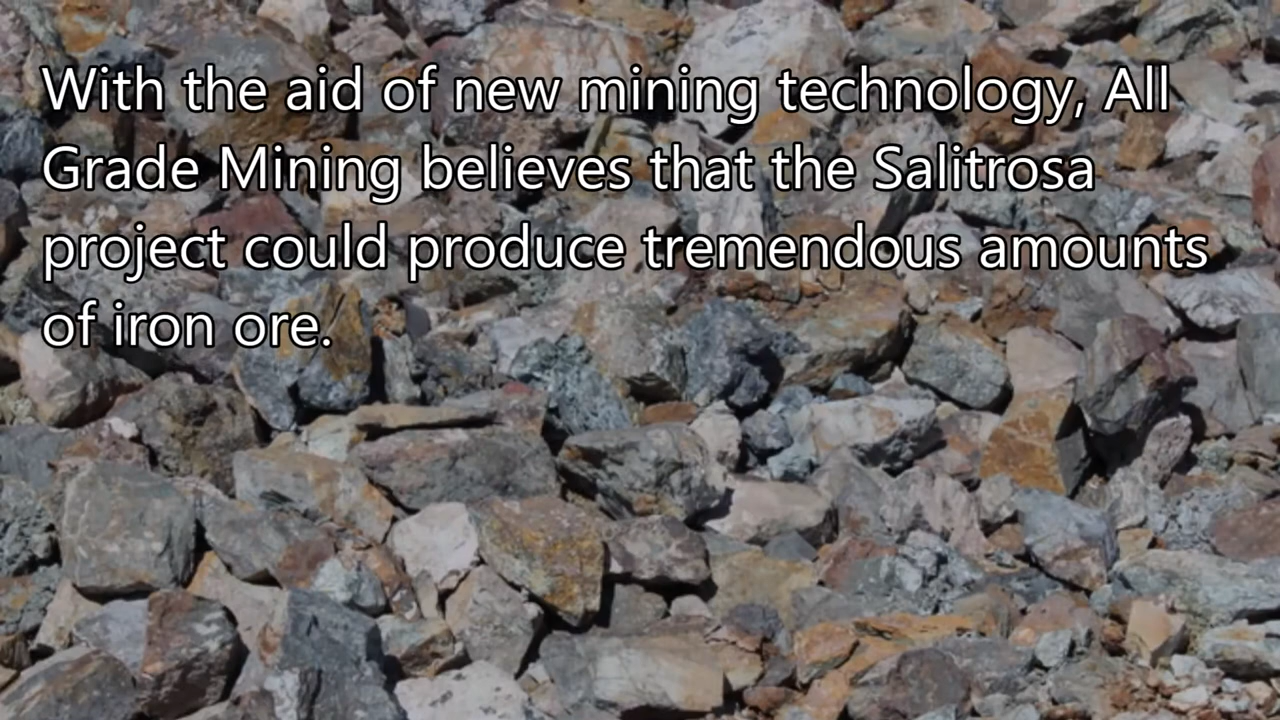 With the aid of new mining technology, All
Grade Mining believes that the Salitrosa
project could produce tremendous amounts
of iron ore.